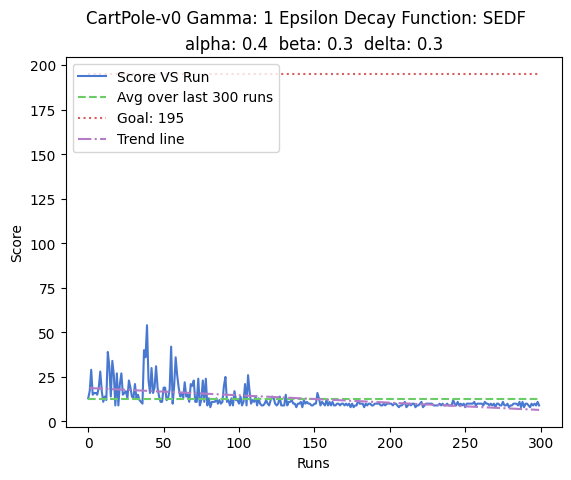 CartPole-v0 Gamma: 1 Epsilon Decay Function: SEDF
alpha: 0.4 beta: 0.3 delta: 0.3
Score VS Run
Avg over last 300 runs
Goal: 195
Trend line
200
175
150
125
100
75
50
25
0
Score
0 50 100 150 200 250 300
Runs